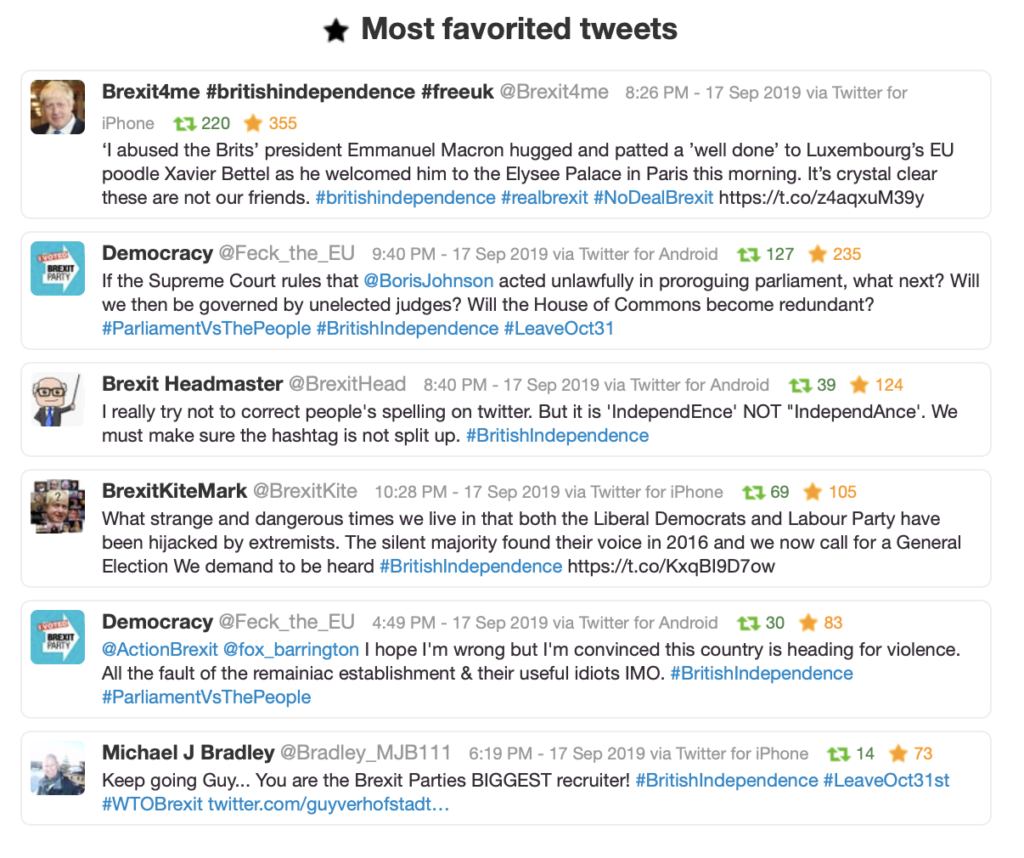 Most favorited tweets
Brexit4me #britishindependence #freeuk @Brexit4me 8:26 PM - 17 Sep 2019 via Twitter for
iPhone 220 355
‘I abused the Brits’ president Emmanuel Macron hugged and patted a ’well done’ to Luxembourg’s EU
poodle Xavier Bettel as he welcomed him to the Elysee Palace in Paris this morning. It’s crystal clear
these are not our friends. #britishindependence #realbrexit #NoDealBrexit https://t.co/z4aqxuM39y
I VOTED
BREXIT
PARTY
Democracy @Feck_the_EU 9:40 PM - 17 Sep 2019 via Twitter for Android 127 235
If the Supreme Court rules that @BorisJohnson acted unlawfully in proroguing parliament, what next? Will
we then be governed by unelected judges? Will the House of Commons become redundant?
#ParliamentVsThePeople #BritishIndependence #LeaveOct31
Brexit Headmaster @BrexitHead 8:40 PM - 17 Sep 2019 via Twitter for Android 39 124
I really try not to correct people's spelling on twitter. But it is 'IndependEnce' NOT "IndependAnce'. We
must make sure the hashtag is not split up. #BritishIndependence
?
BrexitKiteMark @BrexitKite 10:28 PM - 17 Sep 2019 via Twitter for iPhone 69 105
What strange and dangerous times we live in that both the Liberal Democrats and Labour Party have
been hijacked by extremists. The silent majority found their voice in 2016 and we now call for a General
Election We demand to be heard #BritishIndependence https://t.co/KxqBI9D7ow
I VOTED
BREXIT
PARTY
Democracy @Feck_the_EU 4:49 PM - 17 Sep 2019 via Twitter for Android 30 83
@ActionBrexit @fox_barrington I hope I'm wrong but I'm convinced this country is heading for violence.
All the fault of the remainiac establishment & their useful idiots IMO. #BritishIndependence
#ParliamentVsThePeople
Michael J Bradley @Bradley_MJB111 6:19 PM - 17 Sep 2019 via Twitter for iPhone 14 73
Keep going Guy... You are the Brexit Parties BIGGEST recruiter! #BritishIndependence #LeaveOct31st
#WTOBrexit twitter.com/guyverhofstadt…